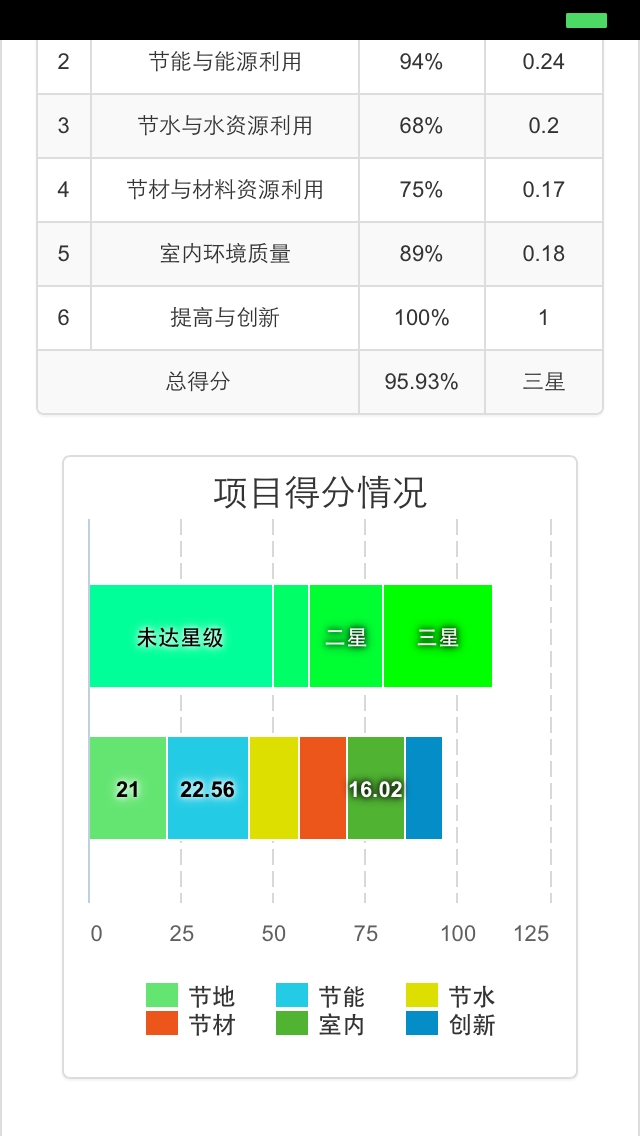 2 节能与能源利用 94% 0.24
3 节水与水资源利用 68% 0.2
4 节材与材料资源利用 75% 0.17
5 室内环境质量 89% 0.18
6 提高与创新 100% 1
总得分 95.93% 三星
项目得分情况
未达星级 二星 三星
21 22.56 16.02
0 25 50 75 100 125
节地 节能 节水
节材 室内 创新